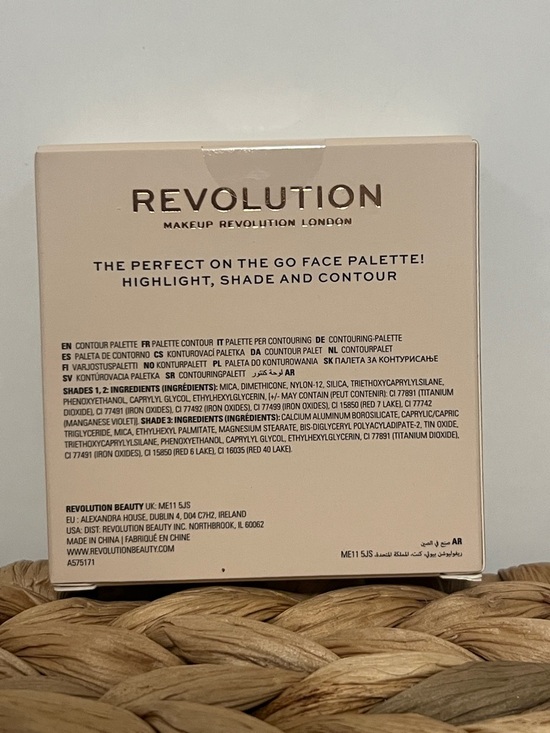 REVOLUTION
MAKEUP REVOLUTION LONDON
THE PERFECT ON THE GO FACE PALETTE!
HIGHLIGHT, SHADE AND CONTOUR
EN CONTOUR PALETTE FR PALETTE CONTOUR IT PALETTE PER CONTOURING DE CONTOURING-PALETTE
ES PALETA DE CONTORNO CS KONTUROVACÍ PALETKA DA COUNTOUR PALET NL CONTOURPALET
FI VARJOSTUSPALETTI NO KONTURPALETT PL PALETA DO KONTUROWANIA SK ПАЛЕТА ЗА КОНТУРИСАЊЕ
SV KONTÚROVACIA PALETKA SR CONTOURINGPALETT AR لوحة كنتور
SHADES 1, 2: INGREDIENTS (INGRÉDIENTS): MICA, DIMETHICONE, NYLON-12, SILICA, TRIETHOXYCAPRYLYLSILANE,
PHENOXYETHANOL, CAPRYLYL GLYCOL, ETHYLHEXYLGLYCERIN, [+/- MAY CONTAIN (PEUT CONTENIR): CI 77891 (TITANIUM
DIOXIDE), CI 77491 (IRON OXIDES), CI 77492 (IRON OXIDES), CI 77499 (IRON OXIDES), CI 15850 (RED 7 LAKE), CI 77742
(MANGANESE VIOLET)]. SHADE 3: INGREDIENTS (INGRÉDIENTS): CALCIUM ALUMINUM BOROSILICATE, CAPRYLIC/CAPRIC
TRIGLYCERIDE, MICA, ETHYLHEXYL PALMITATE, MAGNESIUM STEARATE, BIS-DIGLYCERYL POLYACYLADIPATE-2, TIN OXIDE,
TRIETHOXYCAPRYLYLSILANE, PHENOXYETHANOL, CAPRYLYL GLYCOL, ETHYLHEXYLGLYCERIN, CI 77891 (TITANIUM DIOXIDE),
CI 77491 (IRON OXIDES), CI 15850 (RED 6 LAKE), CI 16035 (RED 40 LAKE).
REVOLUTION BEAUTY UK: ME11 5JS
EU : ALEXANDRA HOUSE, DUBLIN 4, D04 C7H2, IRELAND
USA: DIST. REVOLUTION BEAUTY INC. NORTHBROOK, IL 60062
MADE IN CHINA | FABRIQUÉ EN CHINE
WWW.REVOLUTIONBEAUTY.COM
A575171
AR صنع في الصين
ريفوليوشن بيوتي، كنت، المملكة المتحدة، ME11 5JS